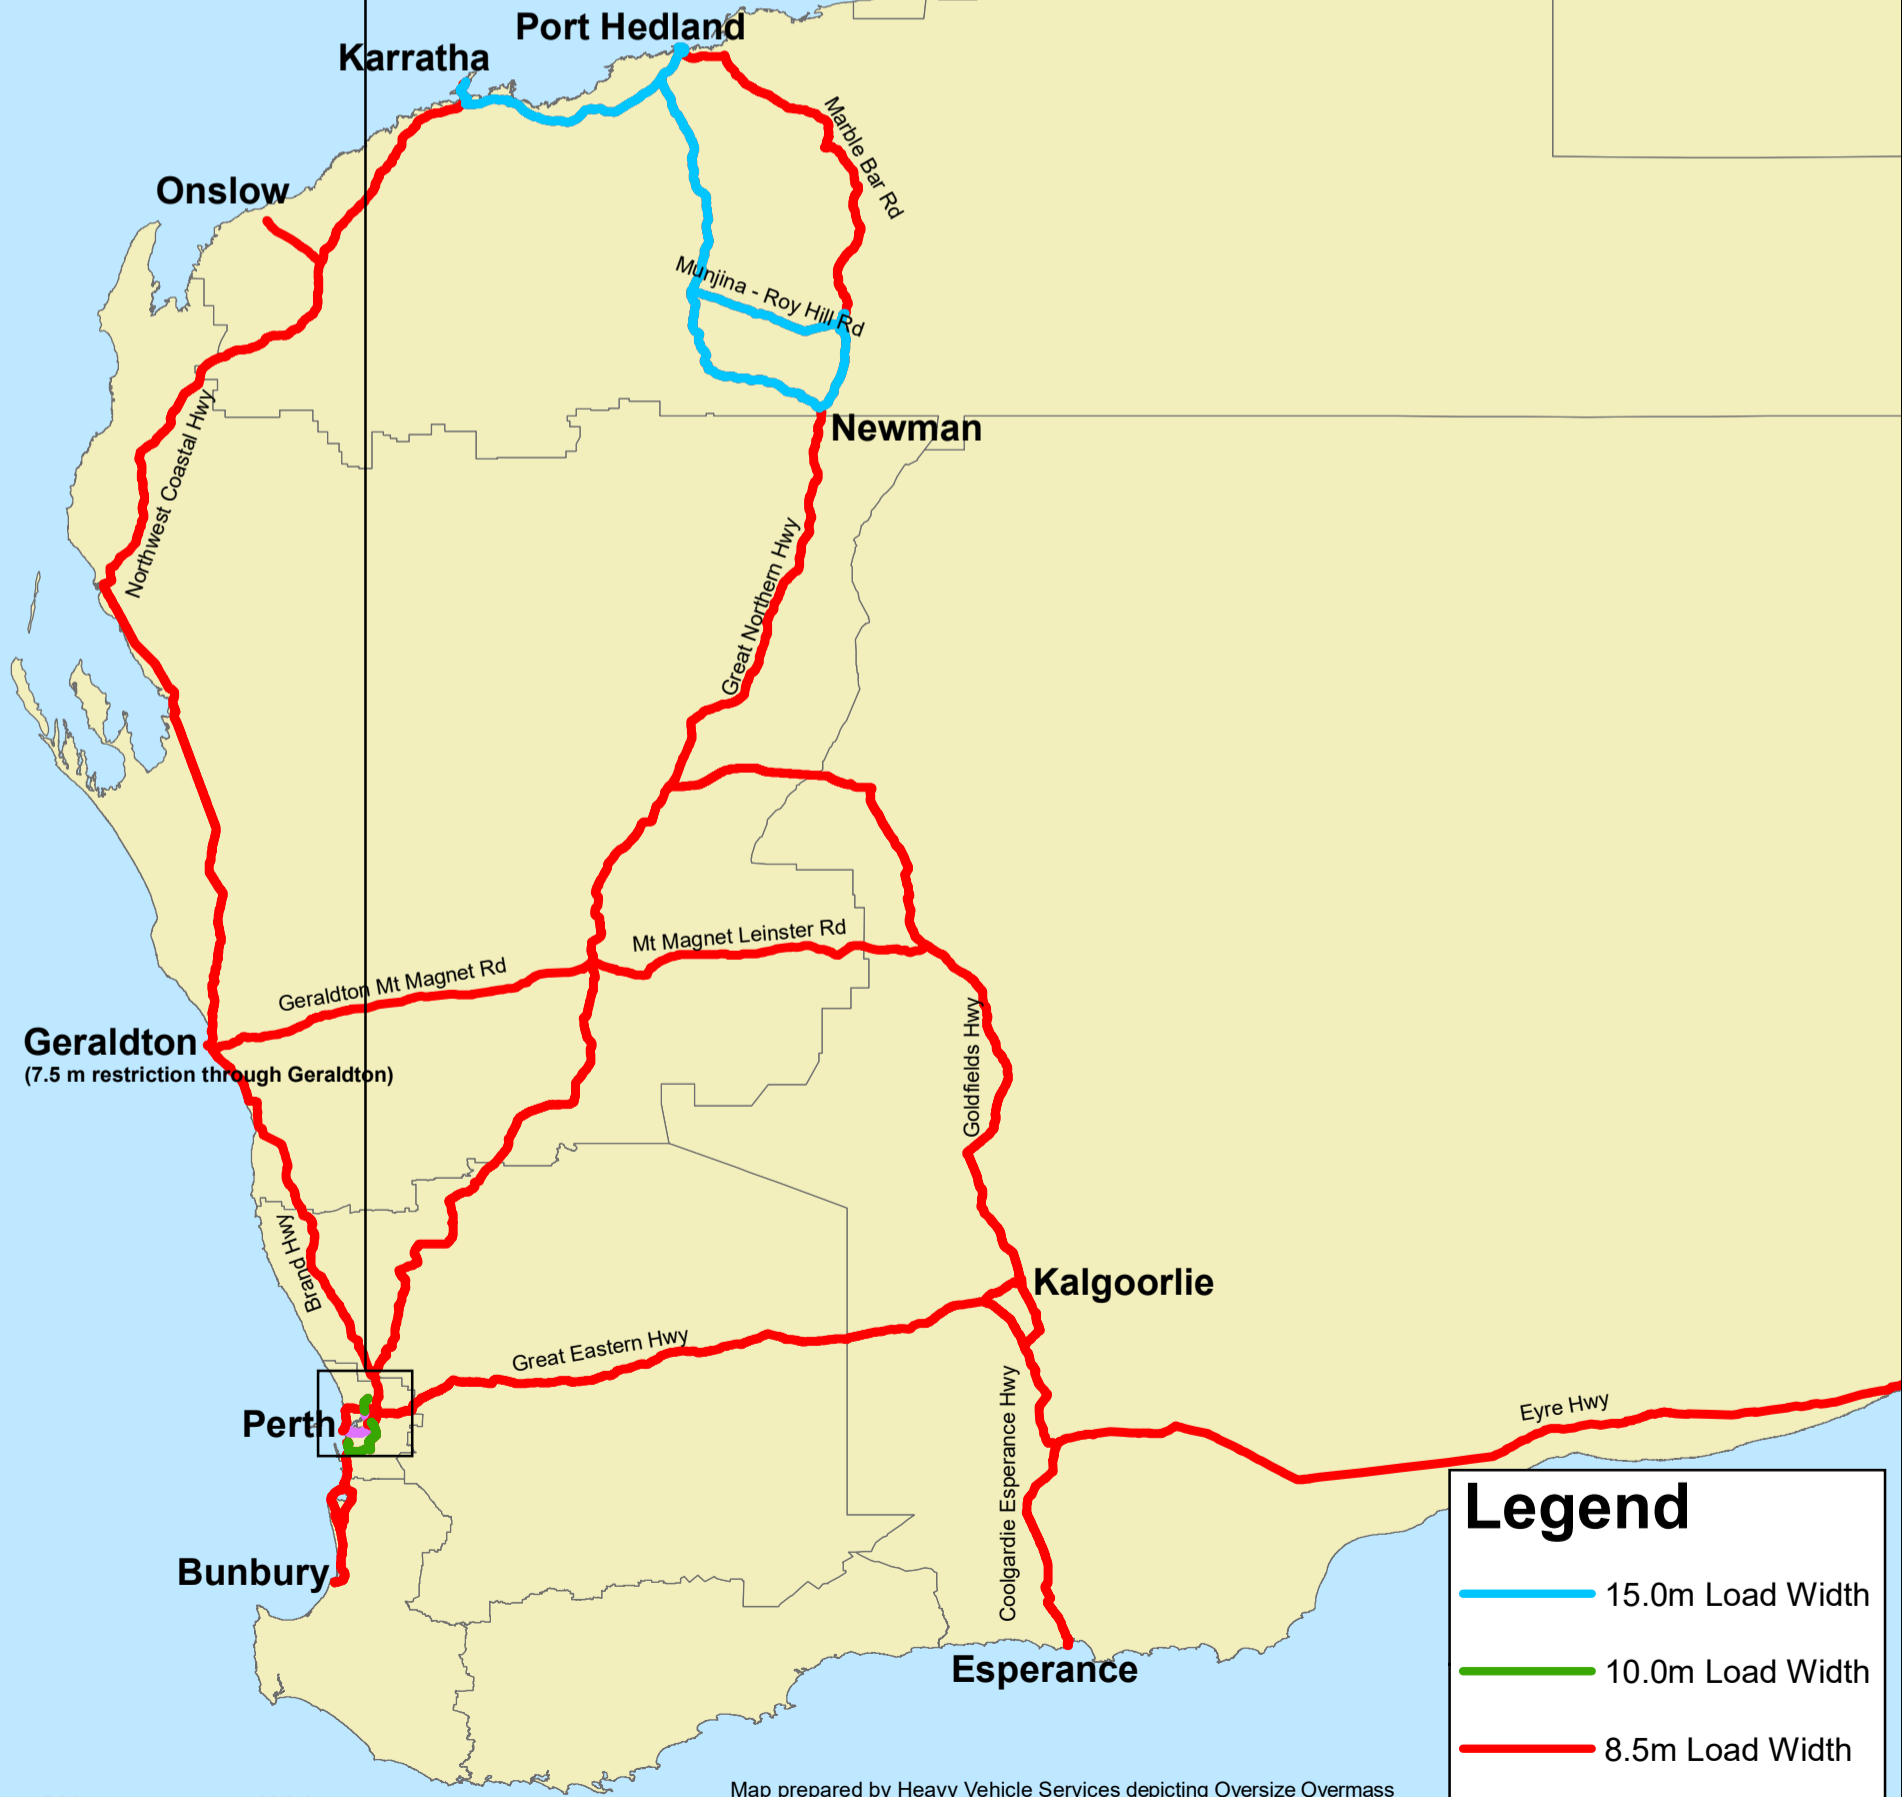 Port Hedland
Karratha
Marble Bar Rd
Onslow
Munjina - Roy Hill Rd
Newman
Northwest Coastal Hwy
Great Northern Hwy
Mt Magnet Leinster Rd
Geraldton Mt Magnet Rd
Goldfields Hwy
Geraldton
(7.5 m restriction through Geraldton)
Brand Hwy
Kalgoorlie
Great Eastern Hwy
Coolgardie Esperance Hwy
Eyre Hwy
Perth
Bunbury
Esperance
Legend
15.0m Load Width
10.0m Load Width
8.5m Load Width
Map prepared by Heavy Vehicle Services depicting Oversize Overmass